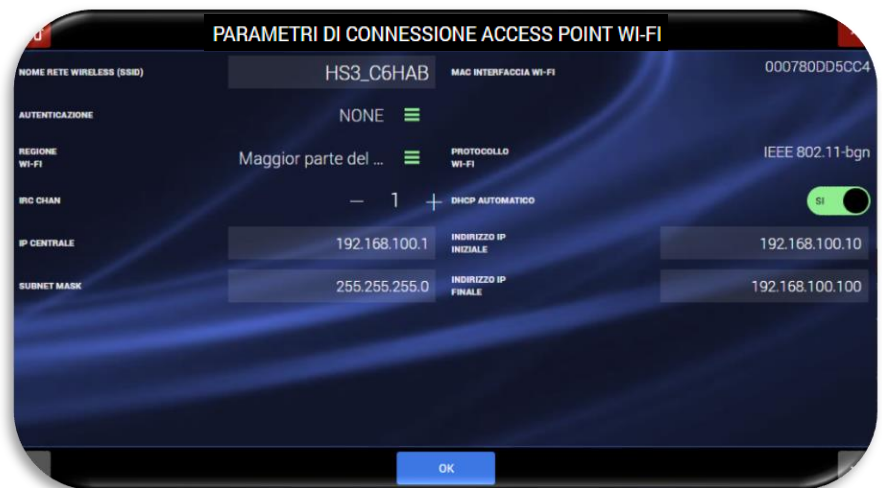 PARAMETRI DI CONNESSIONE ACCESS POINT WI-FI
NOME RETE WIRELESS (SSID)
HS3_C6HAB
MAC INTERFACCIA WI-FI
000780DD5CC4
AUTENTICAZIONE
NONE
REGIONE
WI-FI
Maggior parte del ...
PROTOCOLLO
WI-FI
IEEE 802.11-bgn
IRC CHAN
— 1 +
DHCP AUTOMATICO
SI
IP CENTRALE
192.168.100.1
INDIRIZZO IP
INIZIALE
192.168.100.10
SUBNET MASK
255.255.255.0
INDIRIZZO IP
FINALE
192.168.100.100
OK